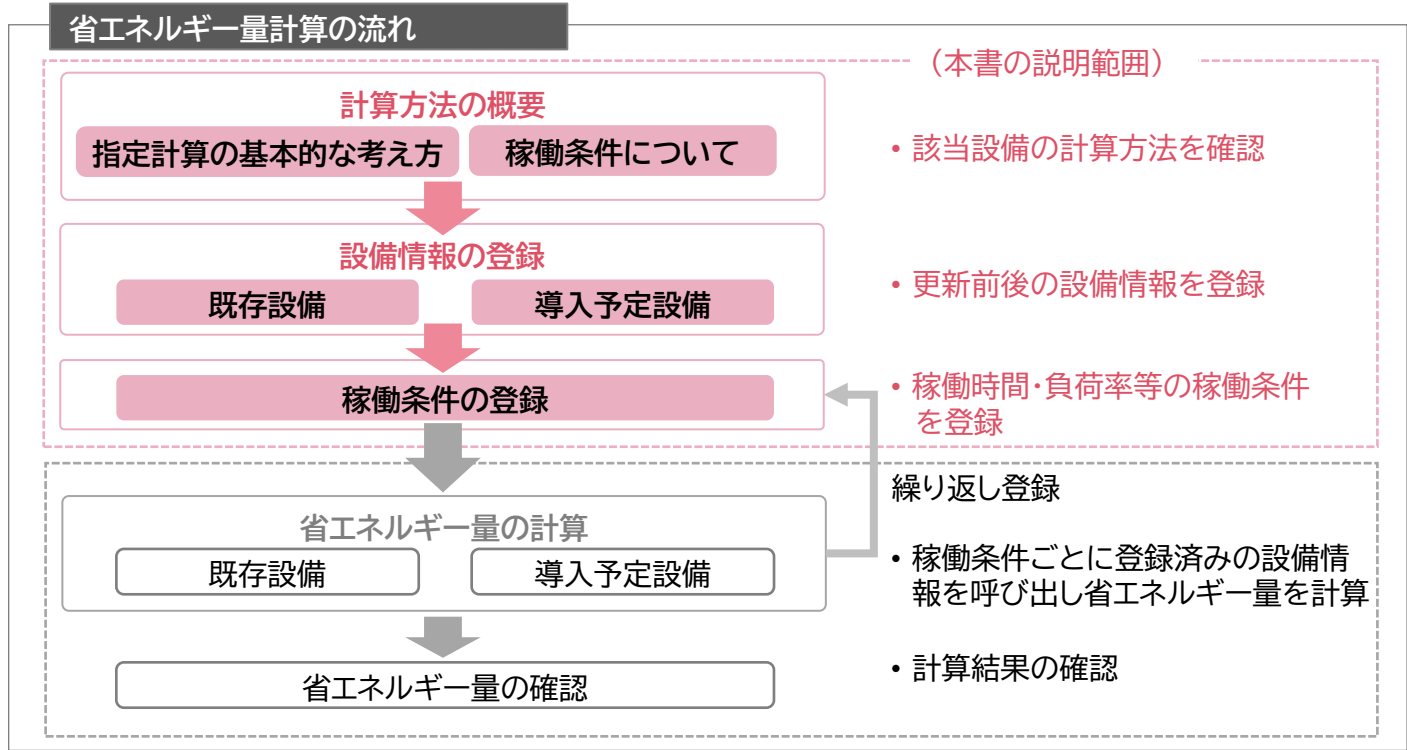 省エネルギー量計算の流れ
（本書の説明範囲）
計算方法の概要
指定計算の基本的な考え方
稼働条件について
• 該当設備の計算方法を確認
設備情報の登録
既存設備
導入予定設備
• 更新前後の設備情報を登録
稼働条件の登録
• 稼働時間・負荷率等の稼働条件
を登録
繰り返し登録
省エネルギー量の計算
既存設備
導入予定設備
• 稼働条件ごとに登録済みの設備情
報を呼び出し省エネルギー量を計算
省エネルギー量の確認
• 計算結果の確認